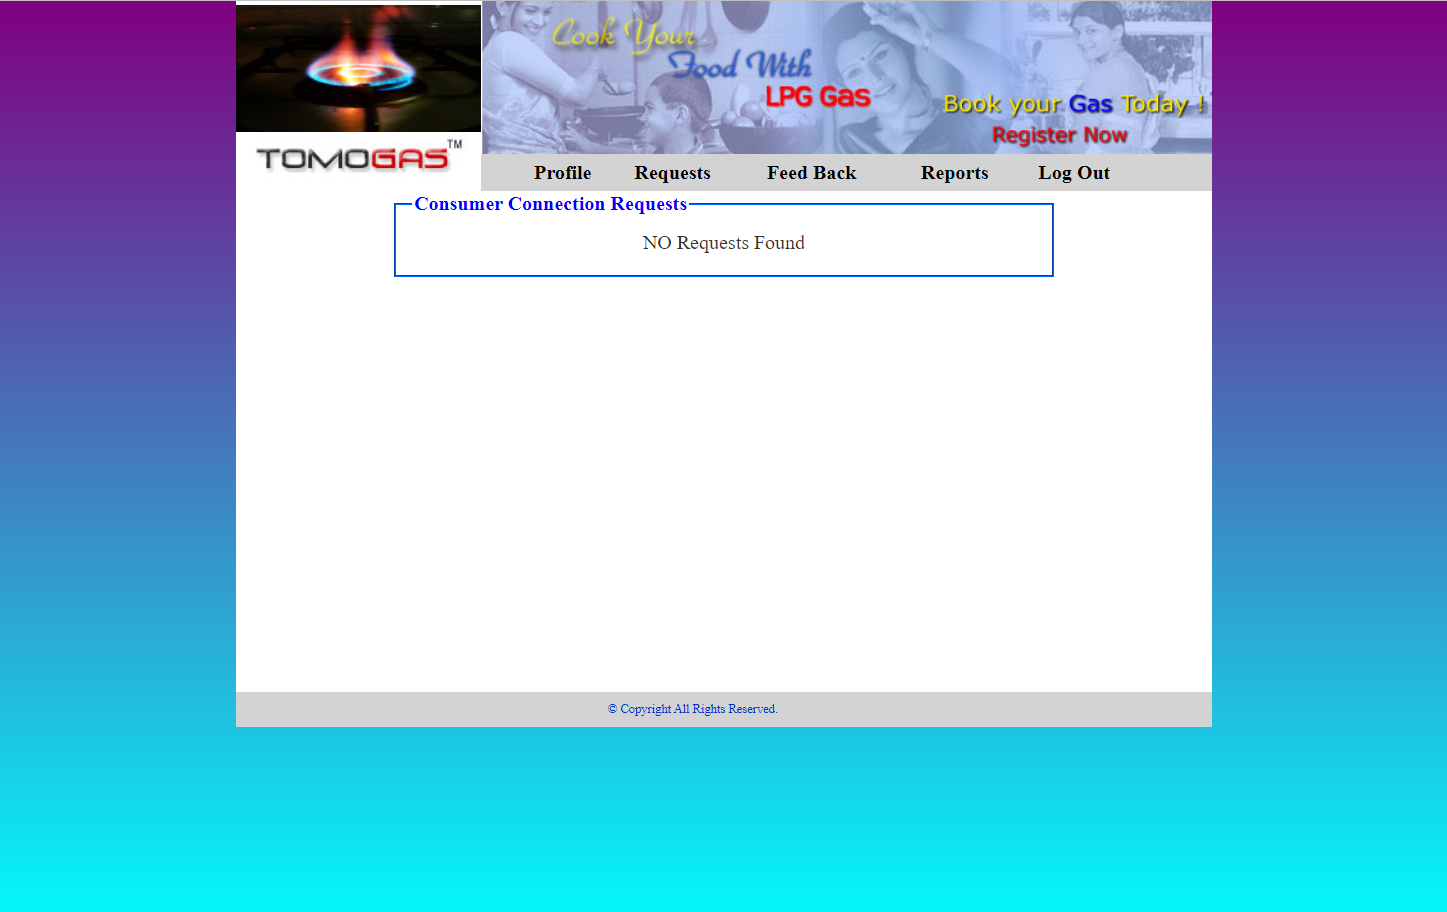 Cook Your
Food With
LPG Gas
Book your Gas Today !
Register Now
TOMOGAS™
Profile Requests Feed Back Reports Log Out
Consumer Connection Requests
NO Requests Found
© Copyright All Rights Reserved.